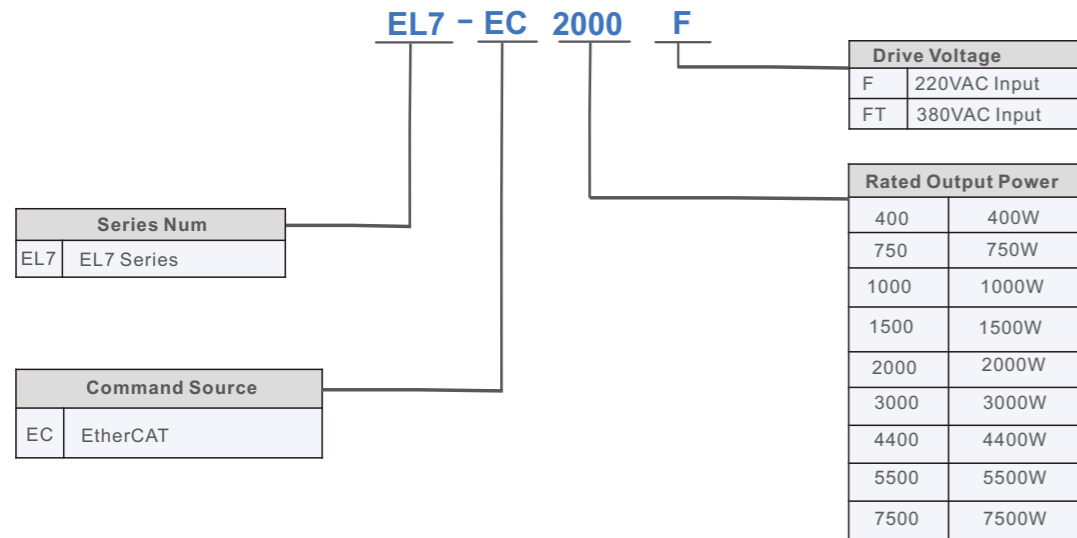 EL7 - EC 2000 F
Drive Voltage
F 220VAC Input
FT 380VAC Input
Rated Output Power
400 400W
750 750W
1000 1000W
1500 1500W
2000 2000W
3000 3000W
4400 4400W
5500 5500W
7500 7500W
Series Num
EL7 EL7 Series
Command Source
EC EtherCAT